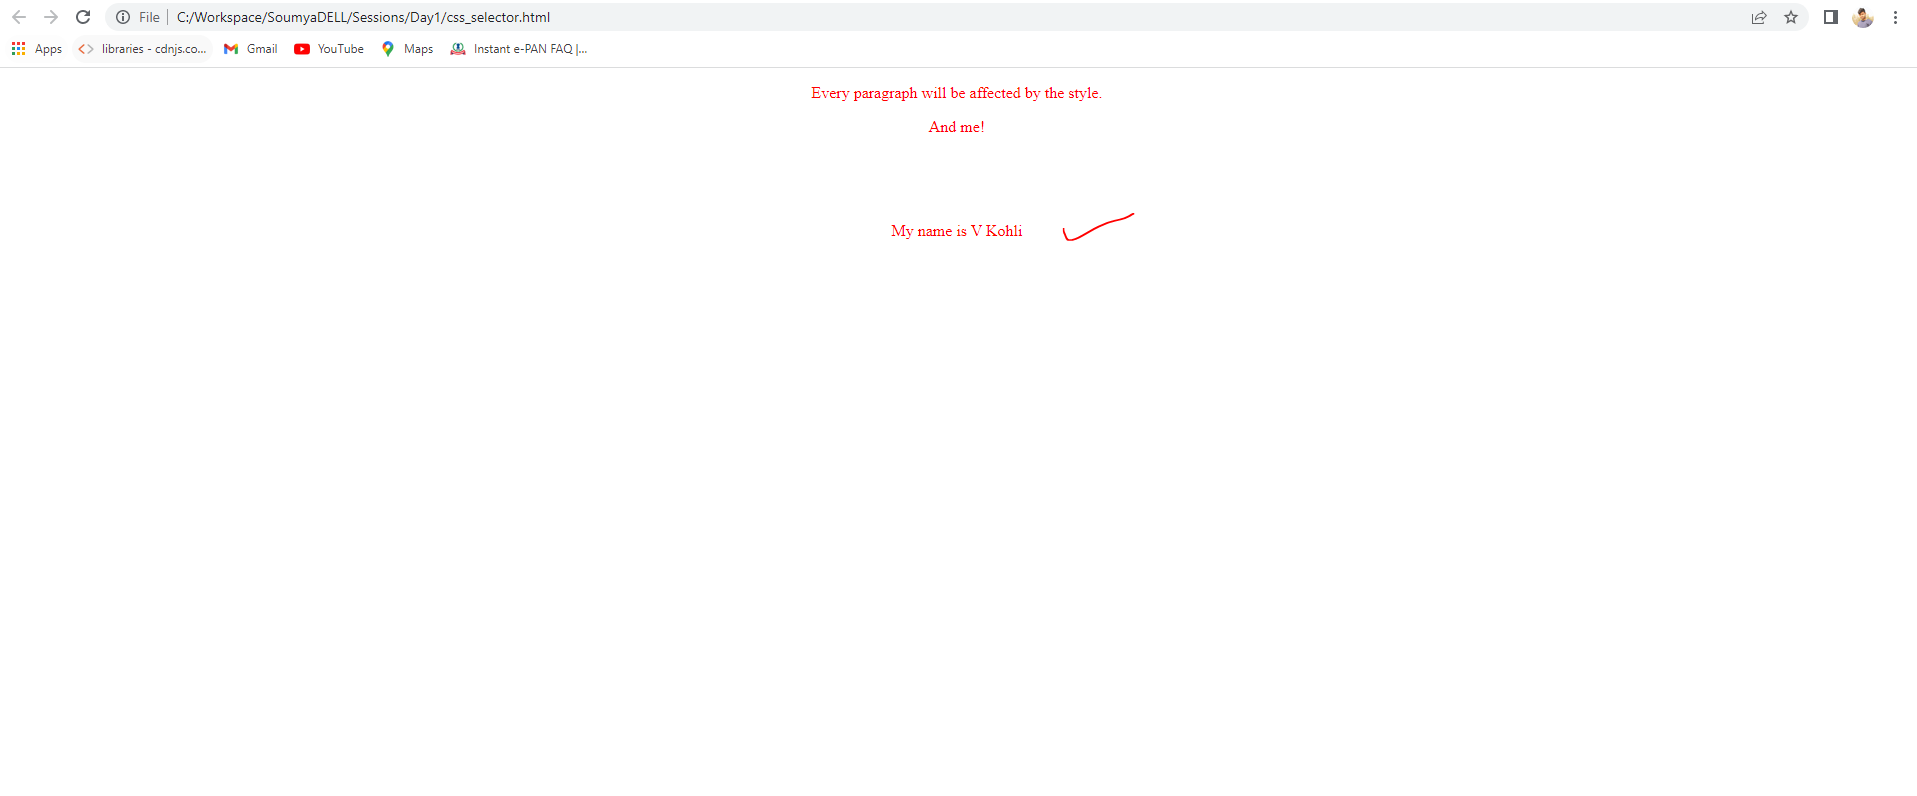 File C:/Workspace/SoumyaDELL/Sessions/Day1/css_selector.html
Apps libraries - cdnjs.co... Gmail YouTube Maps Instant e-PAN FAQ |...
Every paragraph will be affected by the style.
And me!
My name is V Kohli